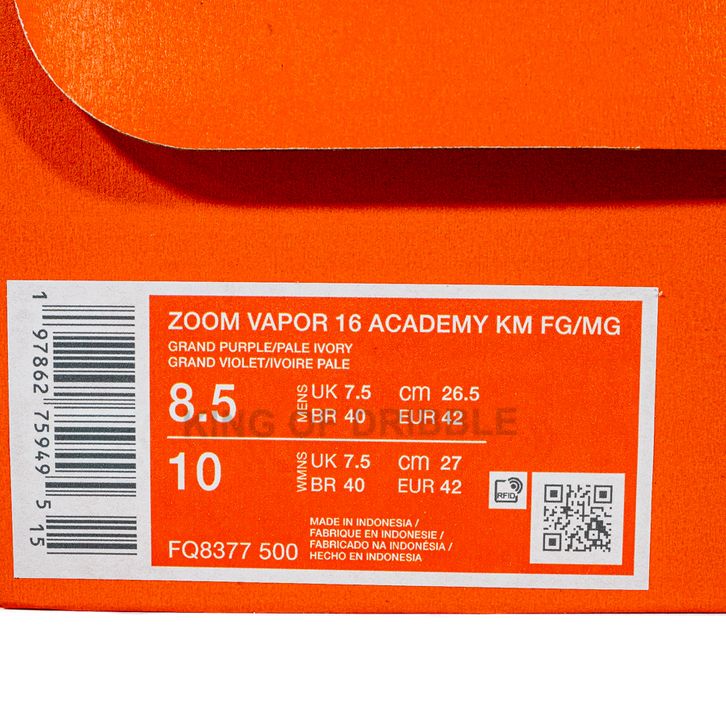 ZOOM VAPOR 16 ACADEMY KM FG/MG
GRAND PURPLE/PALE IVORY
GRAND VIOLET/IVOIRE PALE
8.5 MENS UK 7.5 cm 26.5
BR 40 EUR 42
KING OF DRIBBLE
10 WMNS UK 7.5 cm 27
BR 40 EUR 42
RFID
MADE IN INDONESIA /
FABRIQUE EN INDONESIE /
FABRICADO NA INDONÉSIA /
HECHO EN INDONESIA
FQ8377 500
1 97862 75949 5 15